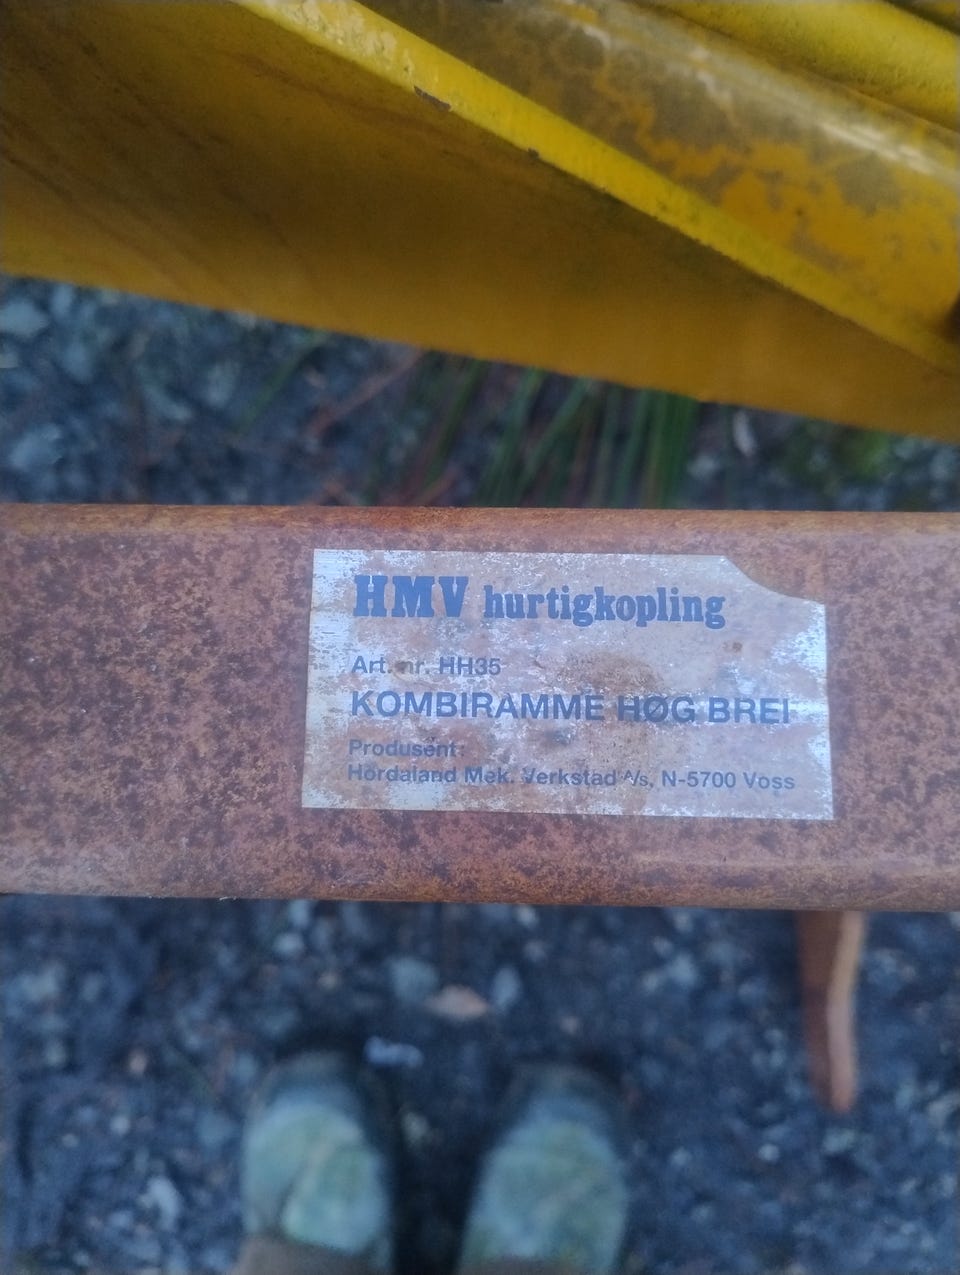 HMV hurtigkopling
Art. nr. HH35
KOMBIRAMME HØG BREI
Produsent:
Hordaland Mek. Verkstad A/s, N-5700 Voss